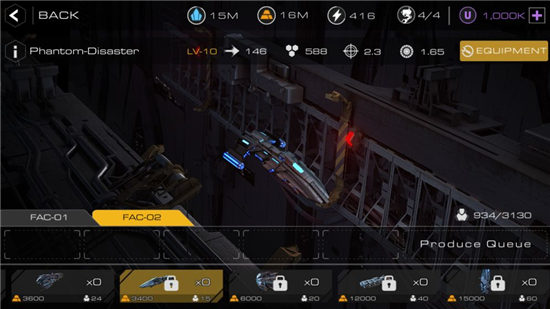 BACK 15M 16M 416 4/4 U 1,000K +
i Phantom-Disaster LV-10 146 588 2.3 1.65 EQUIPMENT
FAC-01 FAC-02 934/3130
Produce Queue
x0 x0 x0 x0 x0
3600 24 3400 15 6000 20 12000 40 15000 60